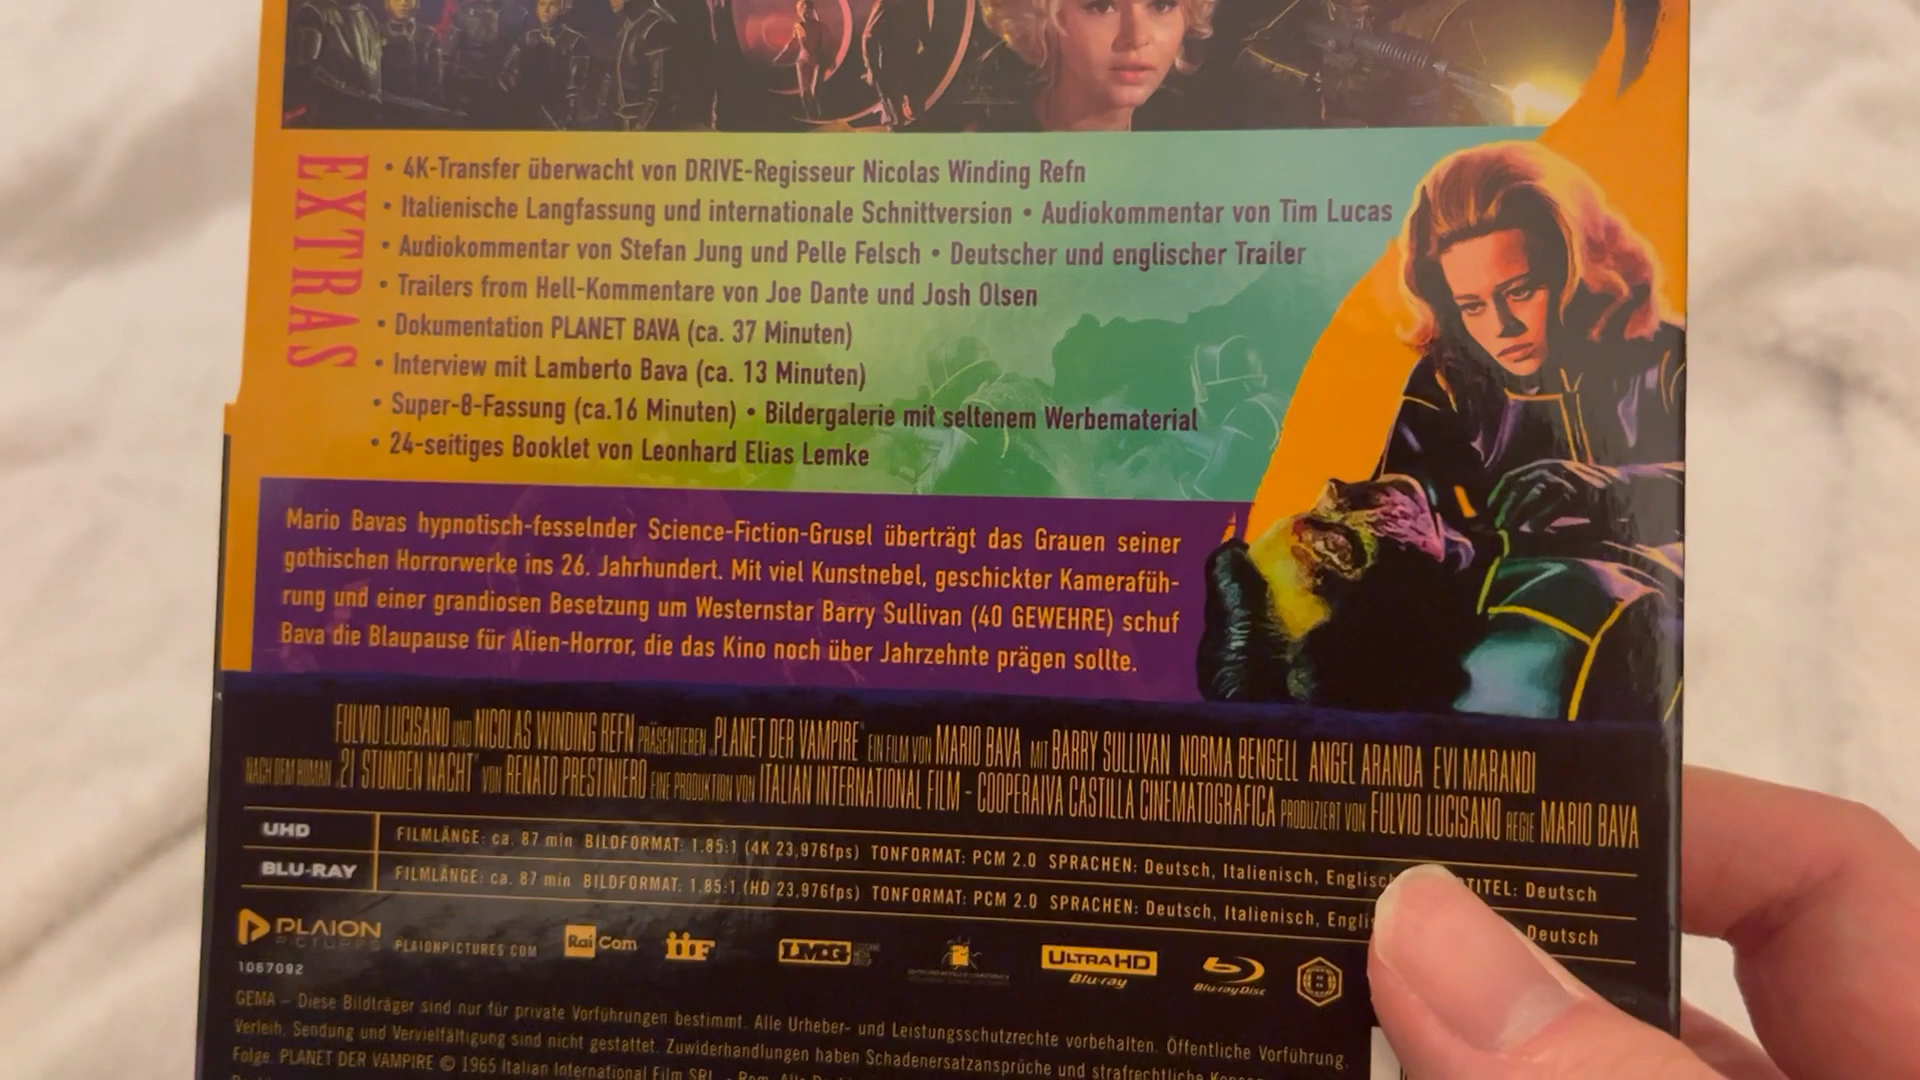 EXTRAS
• 4K-Transfer überwacht von DRIVE-Regisseur Nicolas Winding Refn
• Italienische Langfassung und internationale Schnittversion • Audiokommentar von Tim Lucas
• Audiokommentar von Stefan Jung und Pelle Felsch • Deutscher und englischer Trailer
• Trailers from Hell-Kommentare von Joe Dante und Josh Olsen
• Dokumentation PLANET BAVA (ca. 37 Minuten)
• Interview mit Lamberto Bava (ca. 13 Minuten)
• Super-8-Fassung (ca.16 Minuten) • Bildergalerie mit seltenem Werbematerial
• 24-seitiges Booklet von Leonhard Elias Lemke
Mario Bavas hypnotisch-fesselnder Science-Fiction-Grusel überträgt das Grauen seiner
gothischen Horrorwerke ins 26. Jahrhundert. Mit viel Kunstnebel, geschickter Kamerafüh-
rung und einer grandiosen Besetzung um Westernstar Barry Sullivan (40 GEWEHRE) schuf
Bava die Blaupause für Alien-Horror, die das Kino noch über Jahrzehnte prägen sollte.
FULVIO LUCISANO UND NICOLAS WINDING REFN PRÄSENTIEREN „PLANET DER VAMPIRE" EIN FILM VON MARIO BAVA MIT BARRY SULLIVAN NORMA BENGELL ANGEL ARANDA EVI MARANDI
NACH DEM ROMAN „21 STUNDEN NACHT" VON RENATO PRESTINIERO EINE PRODUKTION VON ITALIAN INTERNATIONAL FILM - COOPERAIVA CASTILLA CINEMATOGRAFICA PRODUZIERT VON FULVIO LUCISANO REGIE MARIO BAVA
UHD FILMLÄNGE: ca. 87 min BILDFORMAT: 1.85:1 (4K 23,976fps) TONFORMAT: PCM 2.0 SPRACHEN: Deutsch, Italienisch, Englisch TITEL: Deutsch
BLU-RAY FILMLÄNGE: ca. 87 min BILDFORMAT: 1.85:1 (HD 23,976fps) TONFORMAT: PCM 2.0 SPRACHEN: Deutsch, Italienisch, Englis Deutsch
PLAION PICTURES PLAIONPICTURES.COM Rai Com iif LMG ULTRA HD Blu-ray Blu-ray Disc
1067092
GEMA – Diese Bildträger sind nur für private Vorführungen bestimmt. Alle Urheber- und Leistungsschutzrechte vorbehalten. Öffentliche Vorführung,
Verleih, Sendung und Vervielfältigung sind nicht gestattet. Zuwiderhandlungen haben Schadenersatzansprüche und strafrechtliche
Folge. PLANET DER VAMPIRE © 1965 Italian International Film SRL